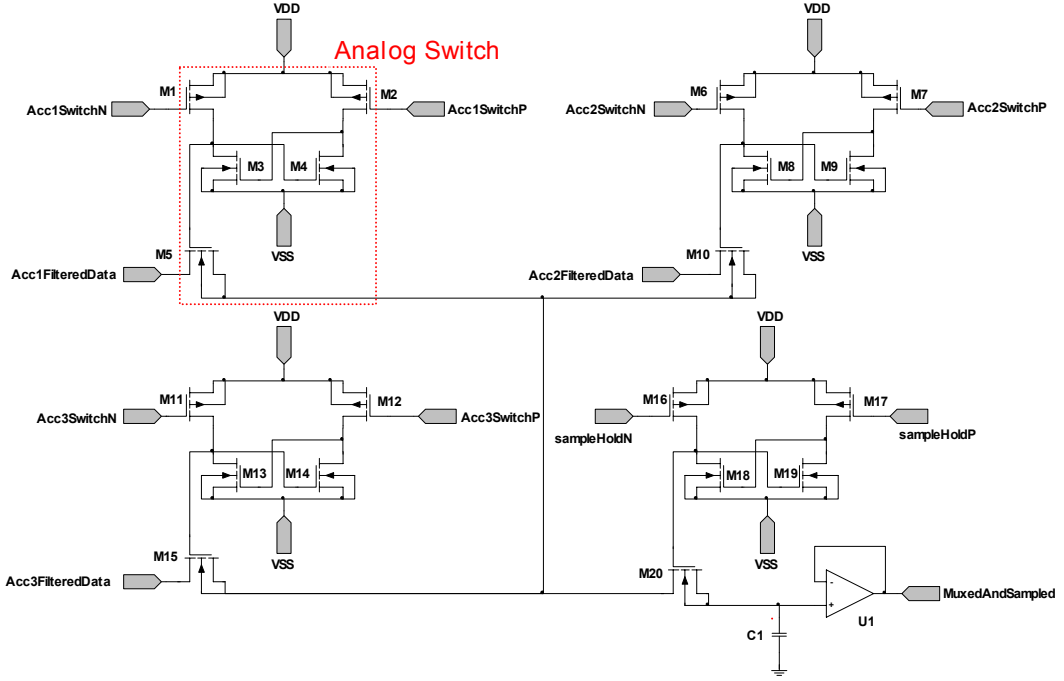 VDD
VDD
Analog Switch
M1
M2
M6
M7
Acc1SwitchN
Acc1SwitchP
Acc2SwitchN
Acc2SwitchP
M3
M4
M8
M9
M5
VSS
M10
VSS
Acc1FilteredData
Acc2FilteredData
VDD
VDD
M11
M12
M16
M17
Acc3SwitchN
Acc3SwitchP
sampleHoldN
sampleHoldP
M13
M14
M18
M19
M15
VSS
M20
VSS
Acc3FilteredData
-
+
MuxedAndSampled
U1
C1